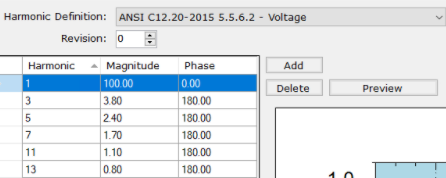 Harmonic Definition: ANSI C12.20-2015 5.5.6.2 - Voltage
Revision: 0
Harmonic Magnitude Phase Add
1 100.00 0.00
Delete Preview
3 3.80 180.00
5 2.40 180.00
7 1.70 180.00
11 1.10 180.00
13 0.80 180.00
1.0